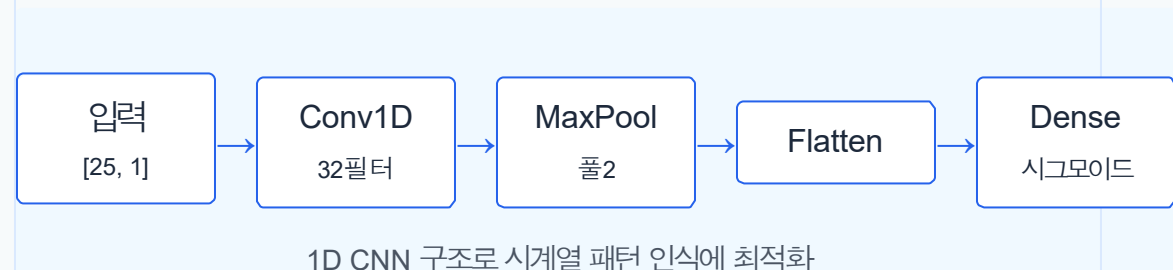 입력
[25, 1]
Conv1D
32필터
MaxPool
풀2
Flatten
Dense
시그모이드
1D CNN 구조로 시계열 패턴 인식에 최적화